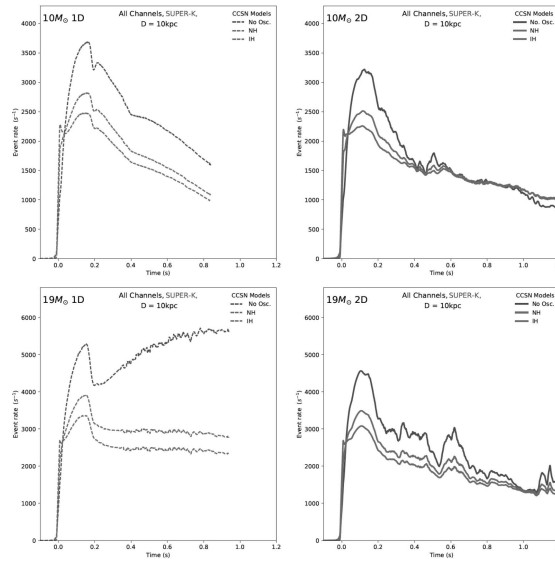 10M⊙ 1D
All Channels, SUPER-K,
D = 10kpc
CCSN Models
No Osc.
NH
IH
Event rate (s⁻¹)
4000
3500
3000
2500
2000
1500
1000
500
0
0.0 0.2 0.4 0.6 0.8 1.0 1.2
Time (s)
10M⊙ 2D
All Channels, SUPER-K,
D = 10kpc
CCSN Models
No Osc.
NH
IH
Event rate (s⁻¹)
4000
3500
3000
2500
2000
1500
1000
500
0
0.0 0.2 0.4 0.6 0.8 1.0 1.2
Time (s)
19M⊙ 1D
All Channels, SUPER-K,
D = 10kpc
CCSN Models
No Osc.
NH
IH
Event rate (s⁻¹)
6000
5000
4000
3000
2000
1000
0
0.0 0.2 0.4 0.6 0.8 1.0 1.2
Time (s)
19M⊙ 2D
All Channels, SUPER-K,
D = 10kpc
CCSN Models
No Osc.
NH
IH
Event rate (s⁻¹)
6000
5000
4000
3000
2000
1000
0
−0.1 0.0 0.2 0.4 0.6 0.8 1.0 1.2
Time (s)